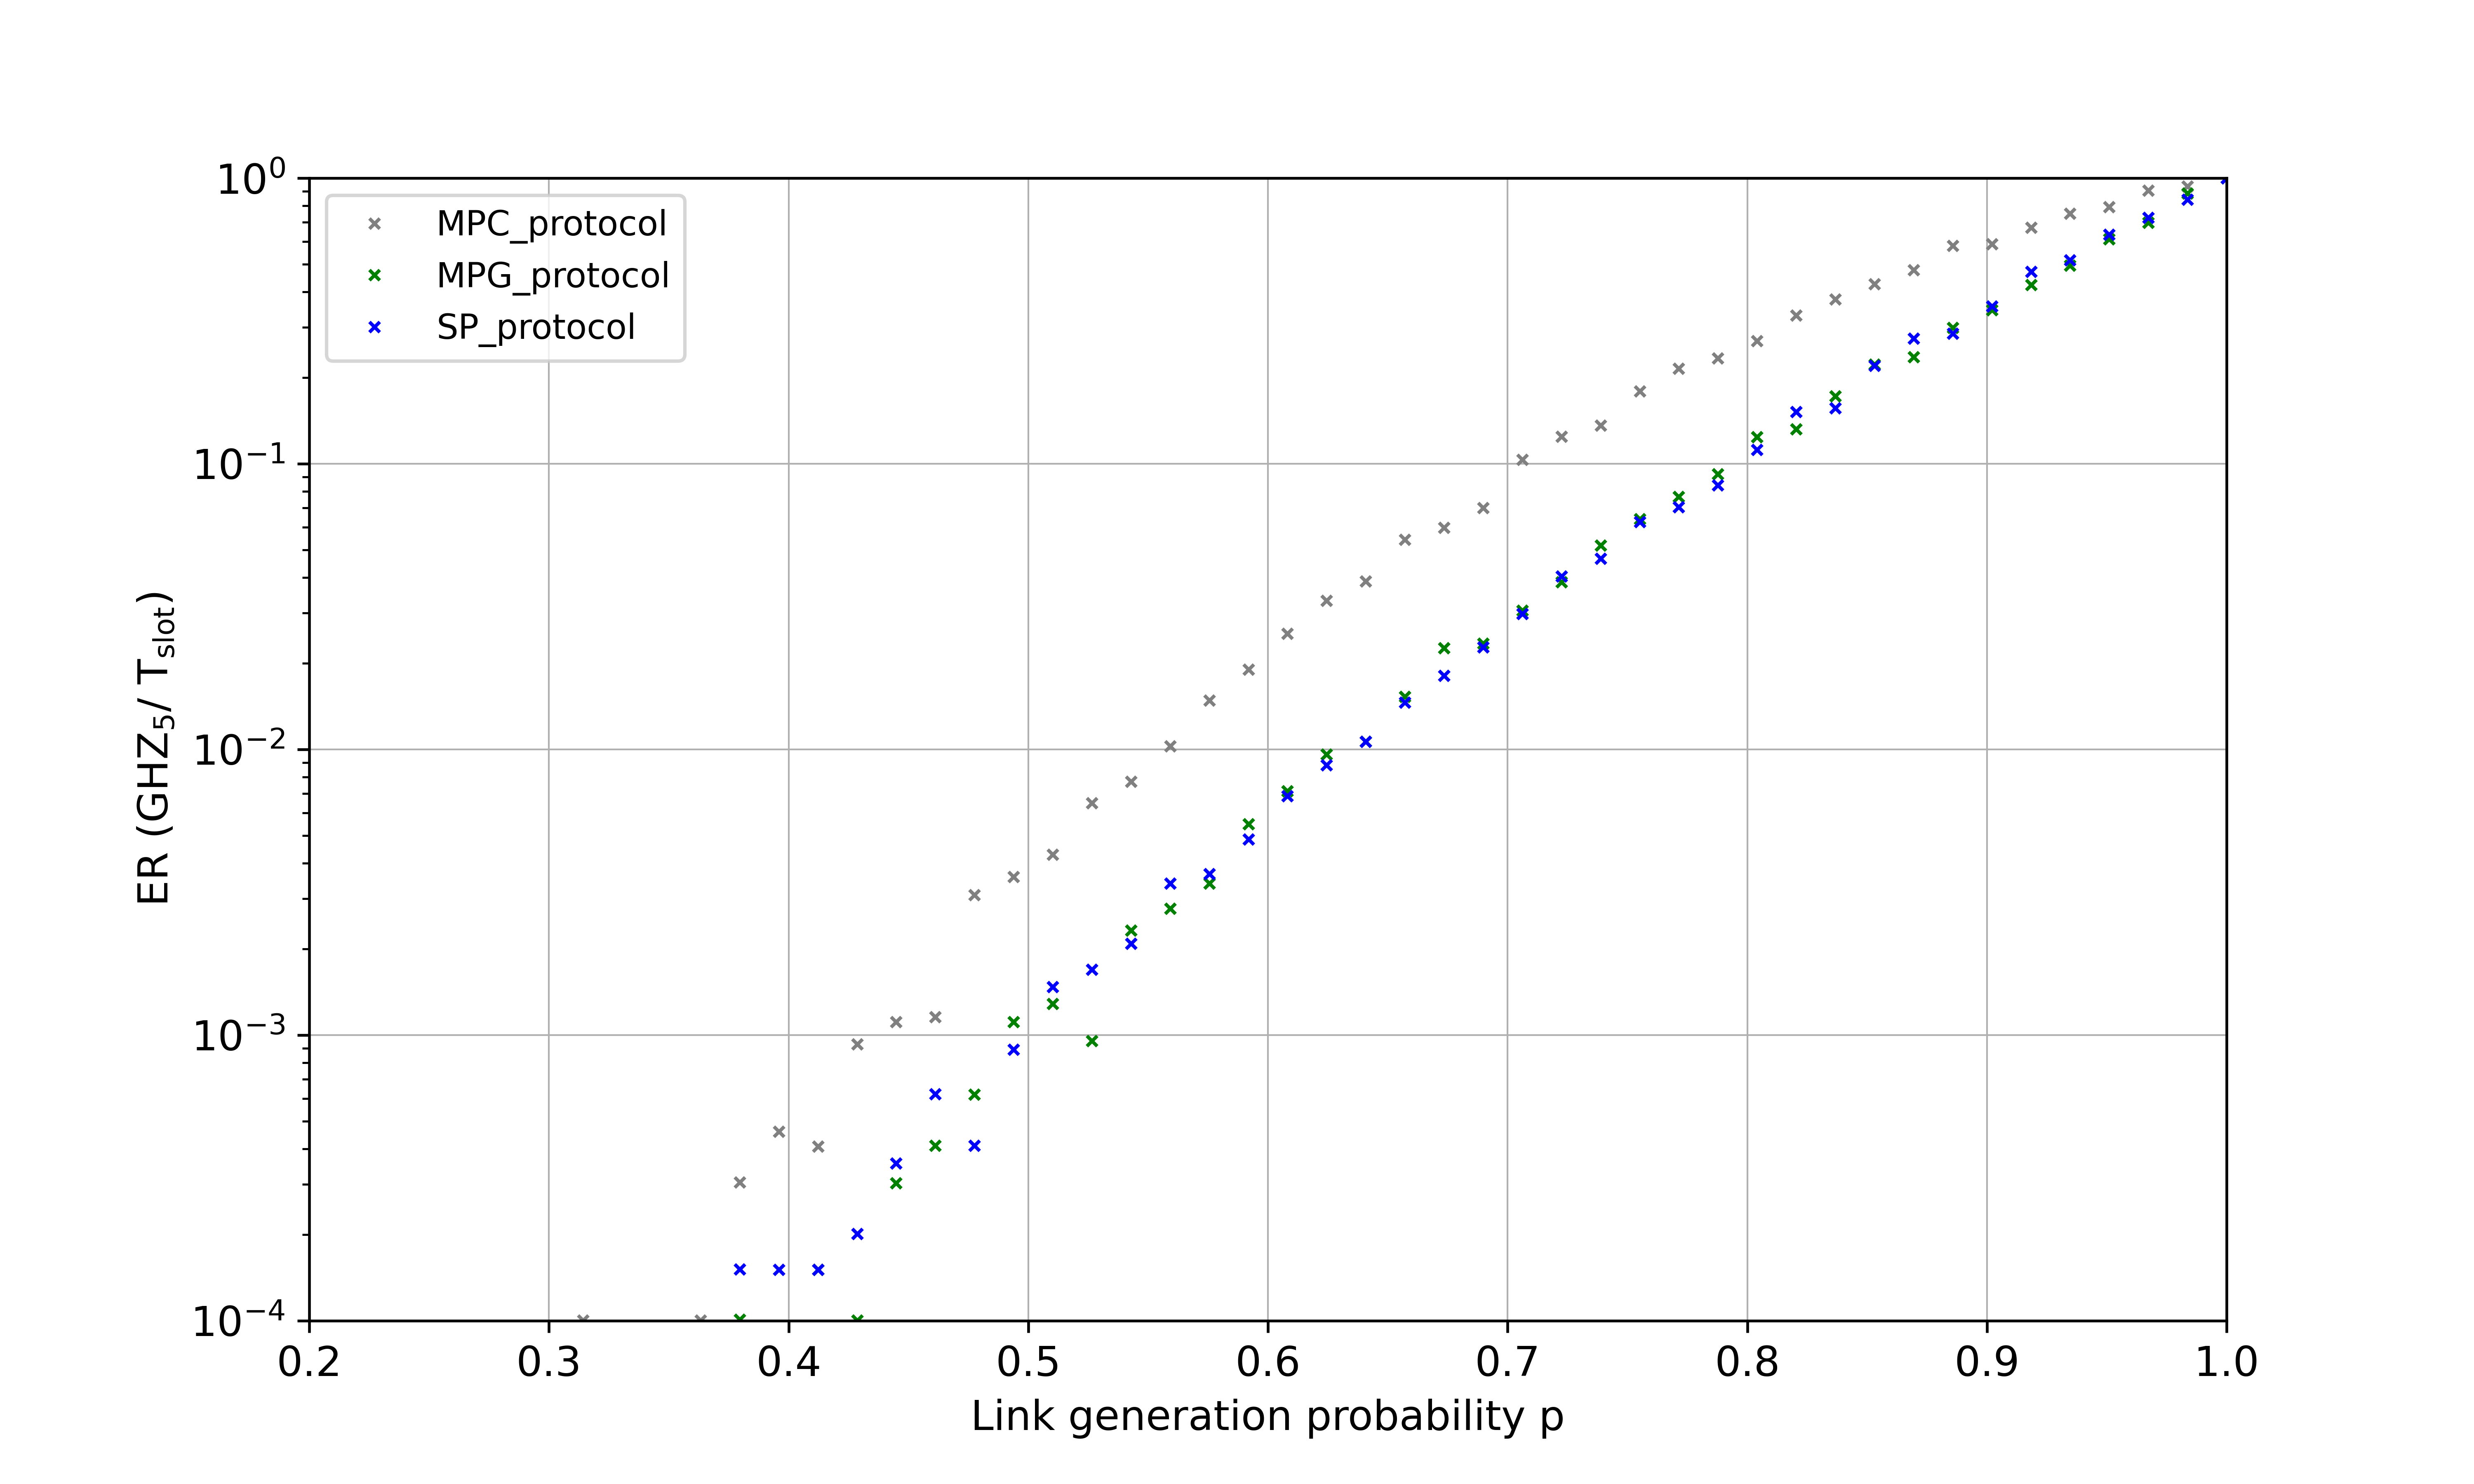 MPC_protocol
MPG_protocol
SP_protocol
10⁰
10⁻¹
10⁻²
10⁻³
10⁻⁴
ER (GHZ₅/ Tₛₗₒₜ)
0.2 0.3 0.4 0.5 0.6 0.7 0.8 0.9 1.0
Link generation probability p